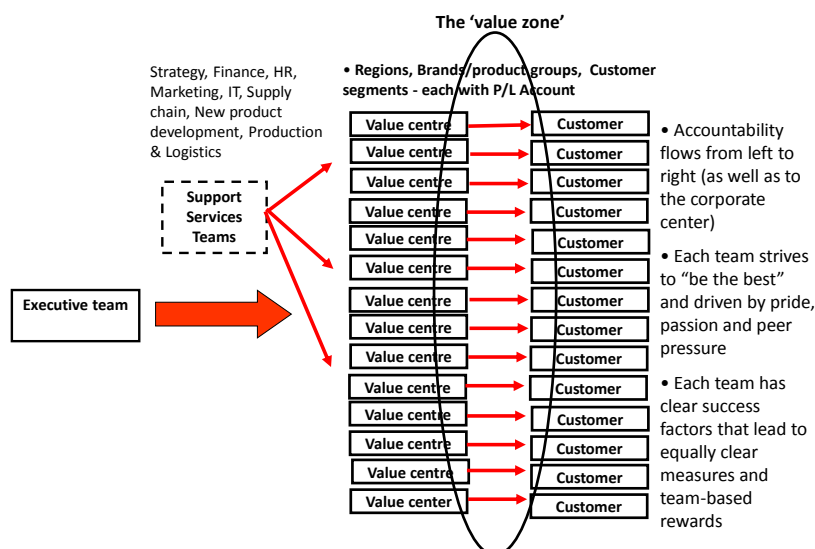 The ‘value zone’
Strategy, Finance, HR,
Marketing, IT, Supply
chain, New product
development, Production
& Logistics
• Regions, Brands/product groups,  Customer
segments - each with P/L Account
Support
Services
Teams
Executive team
Value centre
Customer
Value centre
Customer
Value centre
Customer
Value centre
Customer
Value centre
Customer
Value centre
Customer
Value centre
Customer
Value centre
Customer
Value centre
Customer
Value centre
Customer
Value centre
Customer
Value centre
Customer
Value centre
Customer
Value center
Customer
• Accountability
flows from left to
right (as well as to
the corporate
center)
• Each team strives
to “be the best”
and driven by pride,
passion and peer
pressure
• Each team has
clear success
factors that lead to
equally clear
measures and
team-based
rewards